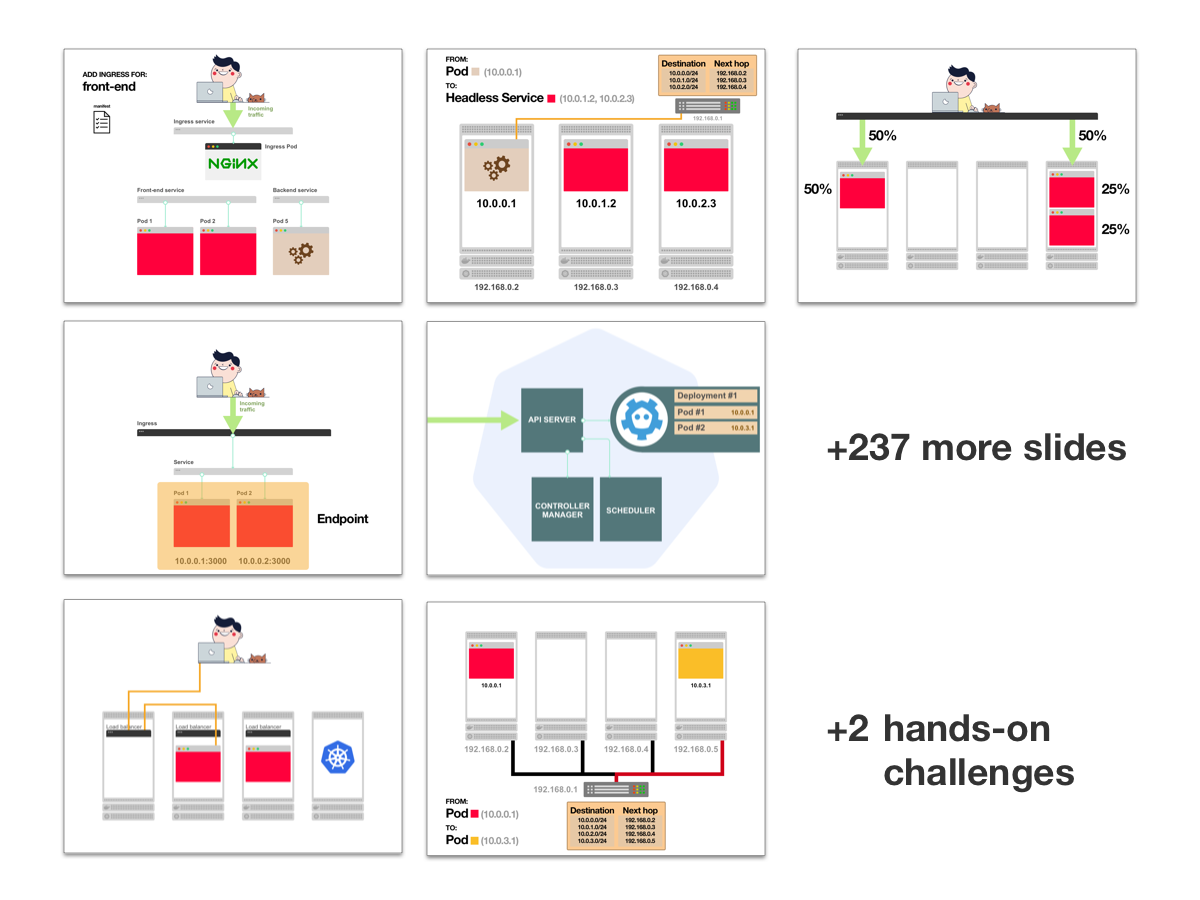 ADD INGRESS FOR:
front-end
manifest
Incoming
traffic
Ingress service
Ingress Pod
NGINX
Front-end service
Backend service
Pod 1
Pod 2
Pod 5
FROM:
Pod (10.0.0.1)
TO:
Headless Service (10.0.1.2, 10.0.2.3)
Destination Next hop
10.0.0.0/24 192.168.0.2
10.0.1.0/24 192.168.0.3
10.0.2.0/24 192.168.0.4
192.168.0.1
10.0.0.1
10.0.1.2
10.0.2.3
192.168.0.2
192.168.0.3
192.168.0.4
50%
50%
50%
25%
25%
Incoming
traffic
Ingress
Service
Pod 1
Pod 2
Endpoint
10.0.0.1:3000
10.0.0.2:3000
API SERVER
Deployment #1
Pod #1 10.0.0.1
Pod #2 10.0.3.1
CONTROLLER
MANAGER
SCHEDULER
+237 more slides
Load balancer
Load balancer
Load balancer
10.0.0.1
10.0.3.1
192.168.0.2
192.168.0.3
192.168.0.4
192.168.0.5
192.168.0.1
FROM:
Pod (10.0.0.1)
TO:
Pod (10.0.3.1)
Destination Next hop
10.0.0.0/24 192.168.0.2
10.0.1.0/24 192.168.0.3
10.0.2.0/24 192.168.0.4
10.0.3.0/24 192.168.0.5
+2 hands-on
challenges